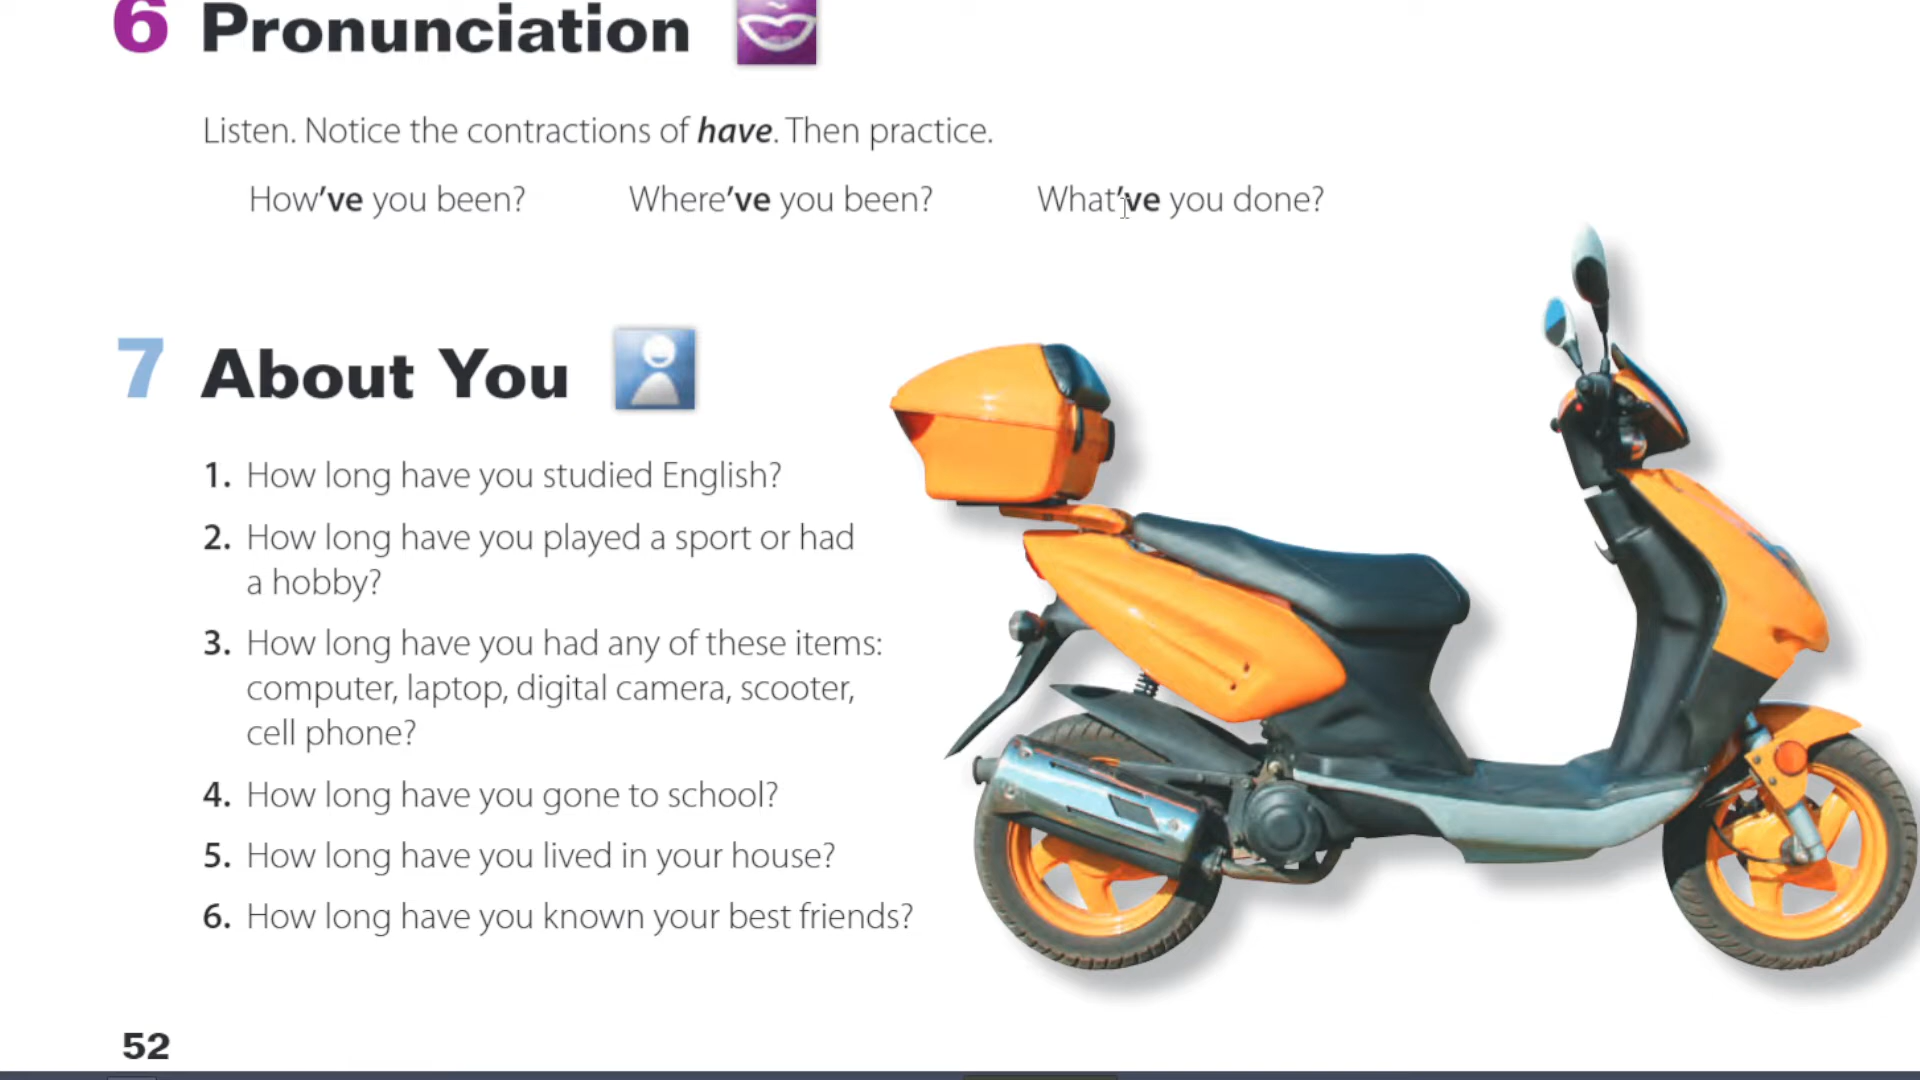 6 Pronunciation
Listen. Notice the contractions of have. Then practice.
How've you been? Where've you been? What've you done?
7 About You
1. How long have you studied English?
2. How long have you played a sport or had
a hobby?
3. How long have you had any of these items:
computer, laptop, digital camera, scooter,
cell phone?
4. How long have you gone to school?
5. How long have you lived in your house?
6. How long have you known your best friends?
52